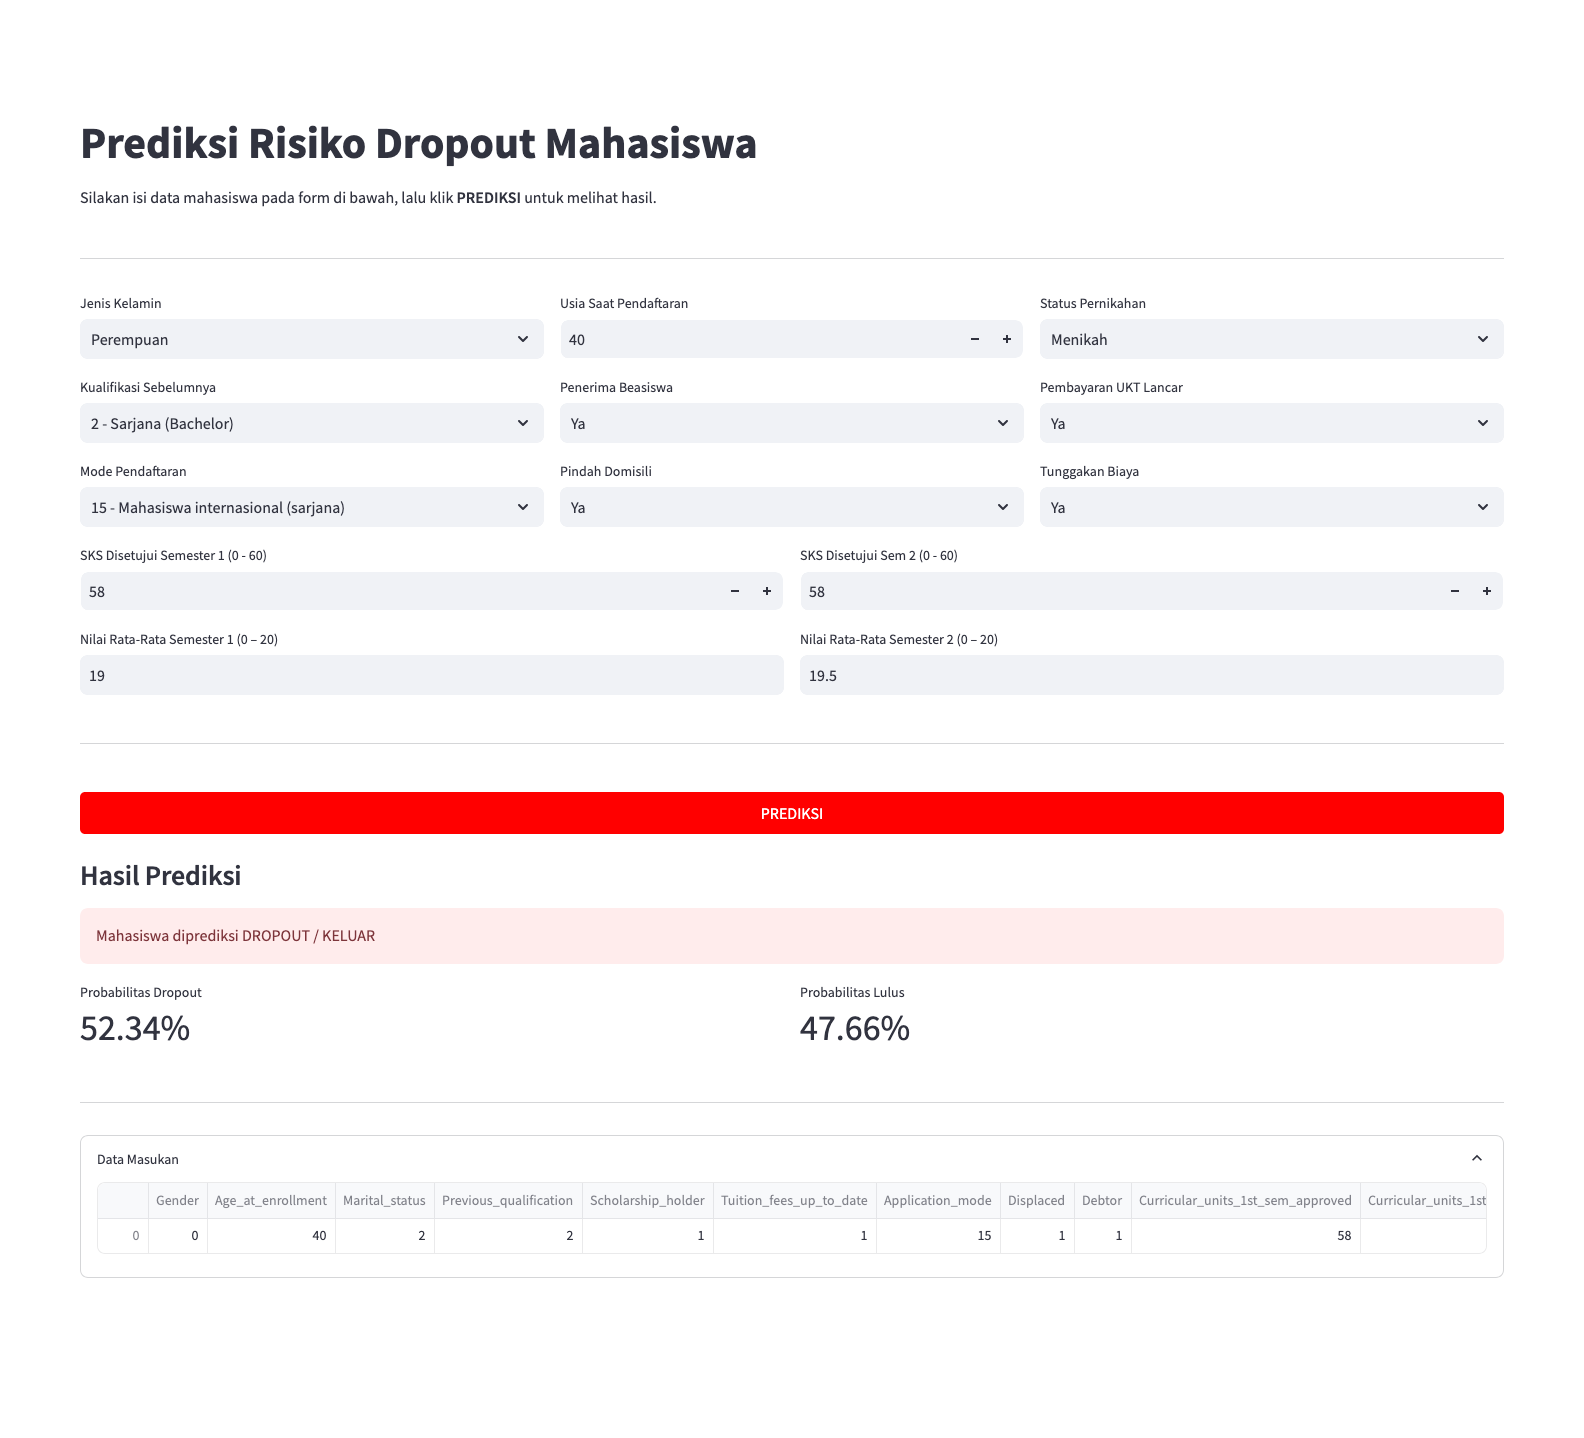 Prediksi Risiko Dropout Mahasiswa
Silakan isi data mahasiswa pada form di bawah, lalu klik PREDIKSI untuk melihat hasil.
Jenis Kelamin
Perempuan
Usia Saat Pendaftaran
40
Status Pernikahan
Menikah
Kualifikasi Sebelumnya
2 - Sarjana (Bachelor)
Penerima Beasiswa
Ya
Pembayaran UKT Lancar
Ya
Mode Pendaftaran
15 - Mahasiswa internasional (sarjana)
Pindah Domisili
Ya
Tunggakan Biaya
Ya
SKS Disetujui Semester 1 (0 - 60)
58
SKS Disetujui Sem 2 (0 - 60)
58
Nilai Rata-Rata Semester 1 (0 – 20)
19
Nilai Rata-Rata Semester 2 (0 – 20)
19.5
PREDIKSI
Hasil Prediksi
Mahasiswa diprediksi DROPOUT / KELUAR
Probabilitas Dropout
52.34%
Probabilitas Lulus
47.66%
Data Masukan
Gender Age_at_enrollment Marital_status Previous_qualification Scholarship_holder Tuition_fees_up_to_date Application_mode Displaced Debtor Curricular_units_1st_sem_approved Curricular_units_1st
0 0 40 2 2 1 1 15 1 1 58